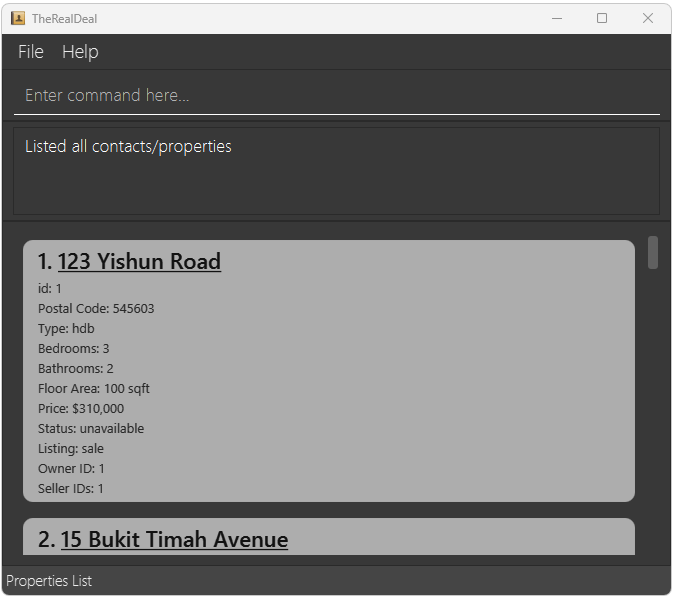 TheRealDeal
File Help
Enter command here...
Listed all contacts/properties
1. 123 Yishun Road
id: 1
Postal Code: 545603
Type: hdb
Bedrooms: 3
Bathrooms: 2
Floor Area: 100 sqft
Price: $310,000
Status: unavailable
Listing: sale
Owner ID: 1
Seller IDs: 1
2. 15 Bukit Timah Avenue
Properties List